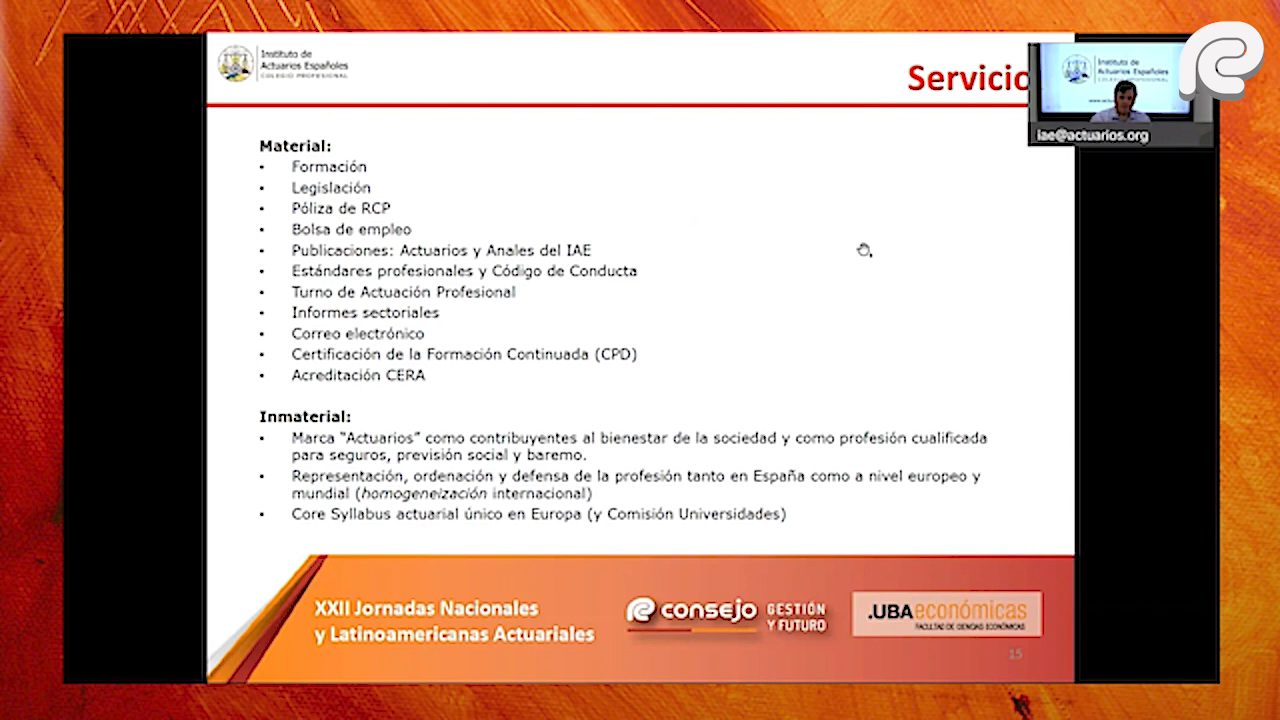 Instituto de
Actuarios Españoles
COLEGIO PROFESIONAL
Servicio
Instituto de
Actuarios Españoles
iae@actuarios.org
Material:
• Formación
• Legislación
• Póliza de RCP
• Bolsa de empleo
• Publicaciones: Actuarios y Anales del IAE
• Estándares profesionales y Código de Conducta
• Turno de Actuación Profesional
• Informes sectoriales
• Correo electrónico
• Certificación de la Formación Continuada (CPD)
• Acreditación CERA
Inmaterial:
• Marca “Actuarios” como contribuyentes al bienestar de la sociedad y como profesión cualificada
para seguros, previsión social y baremo.
• Representación, ordenación y defensa de la profesión tanto en España como a nivel europeo y
mundial (homogeneización internacional)
• Core Syllabus actuarial único en Europa (y Comisión Universidades)
XXII Jornadas Nacionales
y Latinoamericanas Actuariales
consejo
GESTIÓN
Y FUTURO
.UBAeconómicas
FACULTAD DE CIENCIAS ECONÓMICAS
15